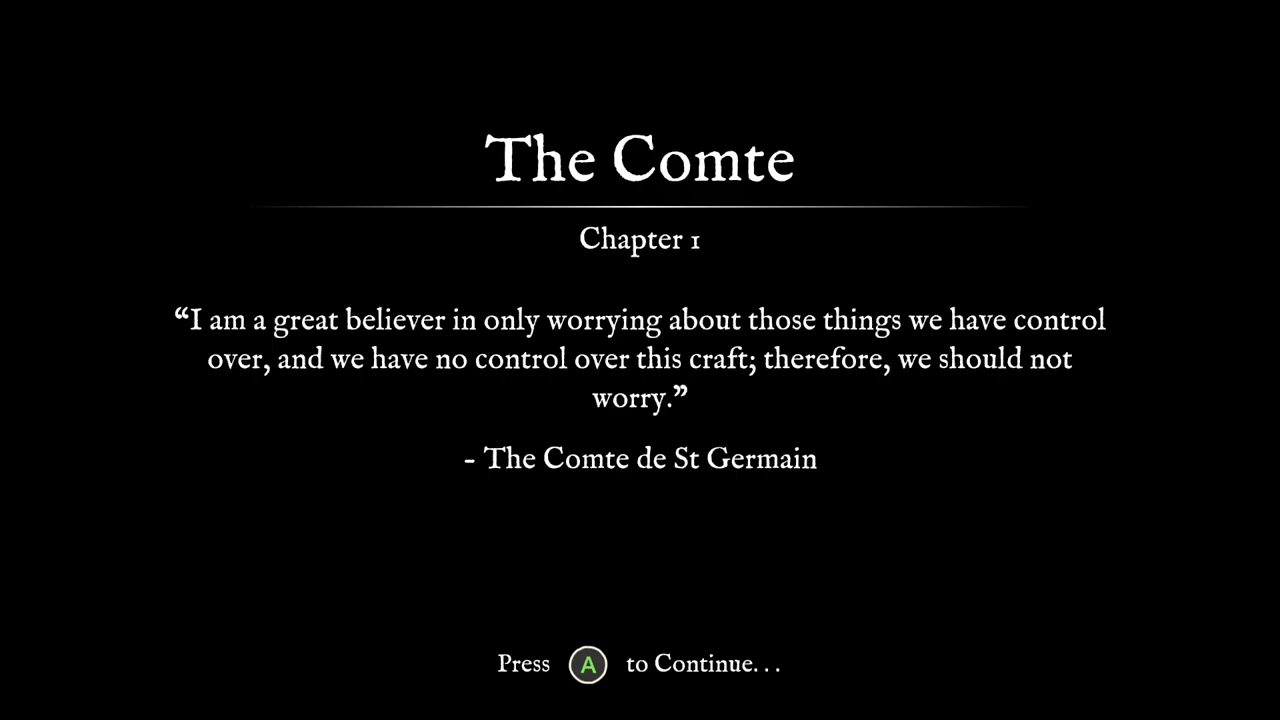 The Comte
Chapter 1
“I am a great believer in only worrying about those things we have control
over, and we have no control over this craft; therefore, we should not
worry.”
- The Comte de St Germain
Press A to Continue...